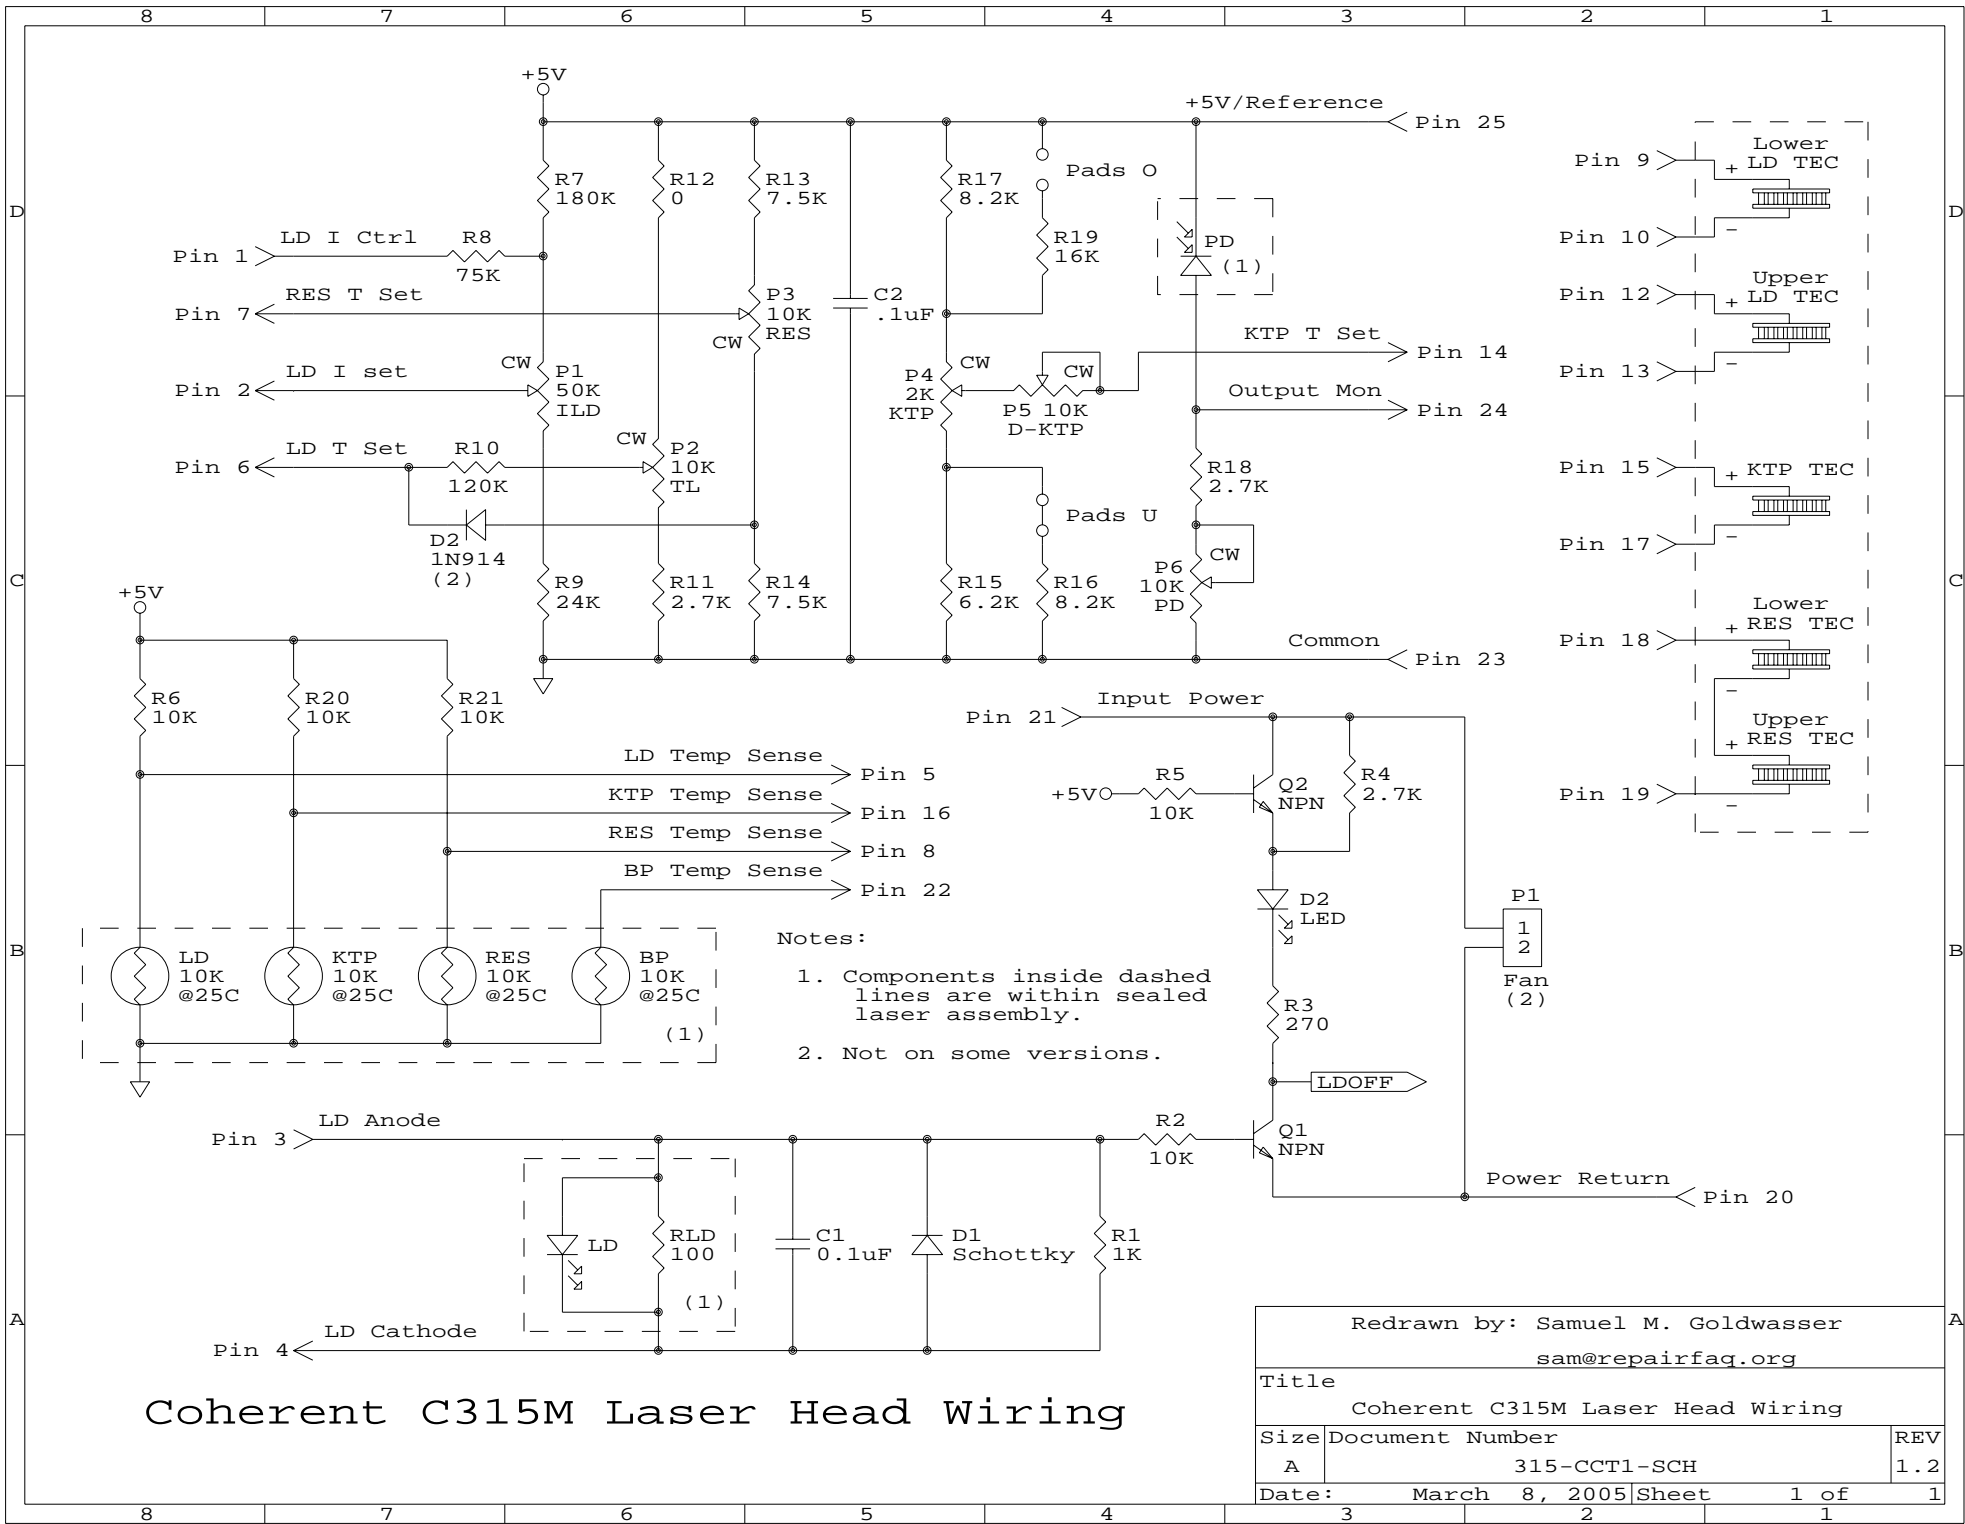 8 7 6 5 4 3 2 1
D
C
B
A
D
C
B
A
+5V
+5V/Reference
Pin 25
R7
180K
R12
0
R13
7.5K
R17
8.2K
Pads O
R19
16K
PD
(1)
Pin 1
LD I Ctrl
R8
75K
Pin 7
RES T Set
P3
10K
RES
CW
C2
.1uF
KTP T Set
Pin 14
Pin 2
LD I set
CW
P1
50K
ILD
P4
2K
KTP
CW
CW
P5 10K
D-KTP
Output Mon
Pin 24
Pin 6
LD T Set
R10
120K
CW
P2
10K
TL
R18
2.7K
D2
1N914
(2)
Pads U
CW
P6
10K
PD
R9
24K
R11
2.7K
R14
7.5K
R15
6.2K
R16
8.2K
Common
Pin 23
Pin 9
Lower
LD TEC
+
-
Pin 10
Pin 12
Upper
LD TEC
+
-
Pin 13
Pin 15
KTP TEC
+
-
Pin 17
Pin 18
Lower
RES TEC
+
-
Upper
RES TEC
+
-
Pin 19
+5V
R6
10K
R20
10K
R21
10K
LD Temp Sense
Pin 5
KTP Temp Sense
Pin 16
RES Temp Sense
Pin 8
BP Temp Sense
Pin 22
LD
10K
@25C
KTP
10K
@25C
RES
10K
@25C
BP
10K
@25C
(1)
Notes:
1. Components inside dashed
lines are within sealed
laser assembly.
2. Not on some versions.
Pin 21
Input Power
+5V
R5
10K
Q2
NPN
R4
2.7K
D2
LED
R3
270
LDOFF
P1
1
2
Fan
(2)
Pin 3
LD Anode
R2
10K
Q1
NPN
Power Return
Pin 20
LD
RLD
100
(1)
C1
0.1uF
D1
Schottky
R1
1K
Pin 4
LD Cathode
Coherent C315M Laser Head Wiring
Redrawn by: Samuel M. Goldwasser
sam@repairfaq.org
Title
Coherent C315M Laser Head Wiring
Size Document Number REV
A 315-CCT1-SCH 1.2
Date: March 8, 2005 Sheet 1 of 1
8 7 6 5 4 3 2 1